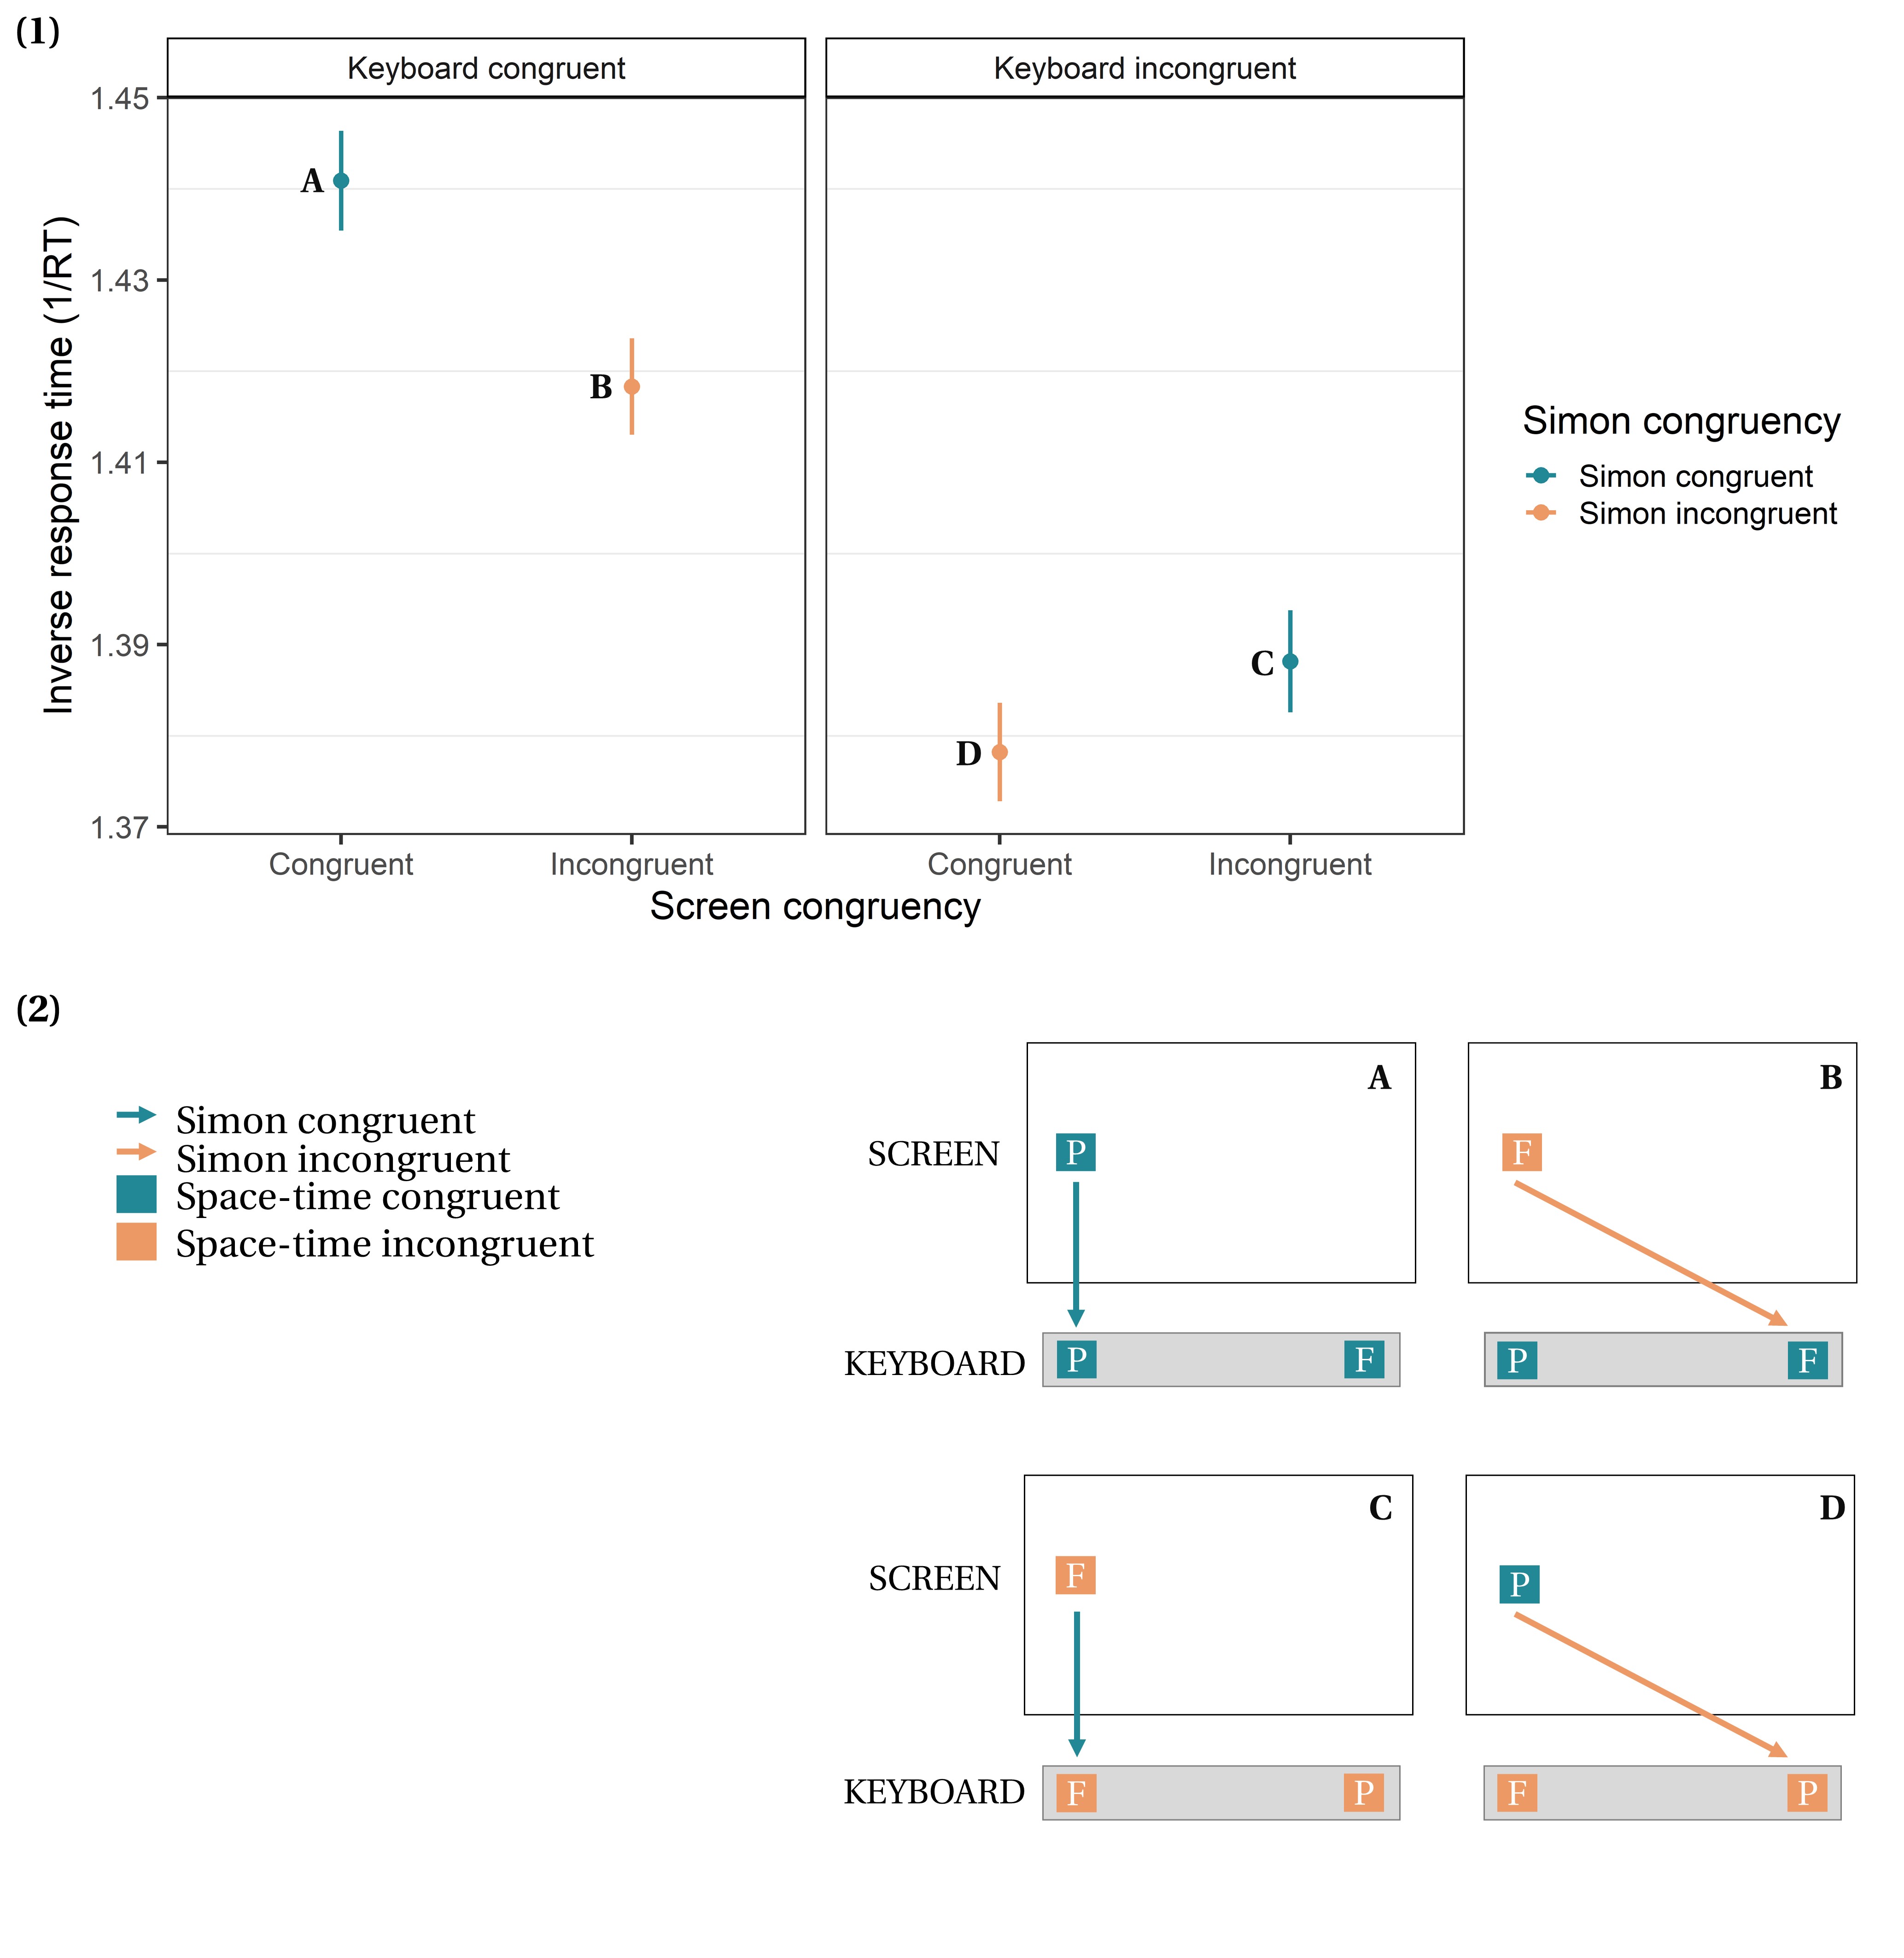 (1)
Keyboard congruent
Keyboard incongruent
1.45
1.43
1.41
1.39
1.37
Inverse response time (1/RT)
A
B
C
D
Congruent
Incongruent
Congruent
Incongruent
Screen congruency
Simon congruency
Simon congruent
Simon incongruent
(2)
Simon congruent
Simon incongruent
Space-time congruent
Space-time incongruent
A
B
SCREEN
P
F
KEYBOARD
P
F
P
F
C
D
SCREEN
F
P
KEYBOARD
F
P
F
P